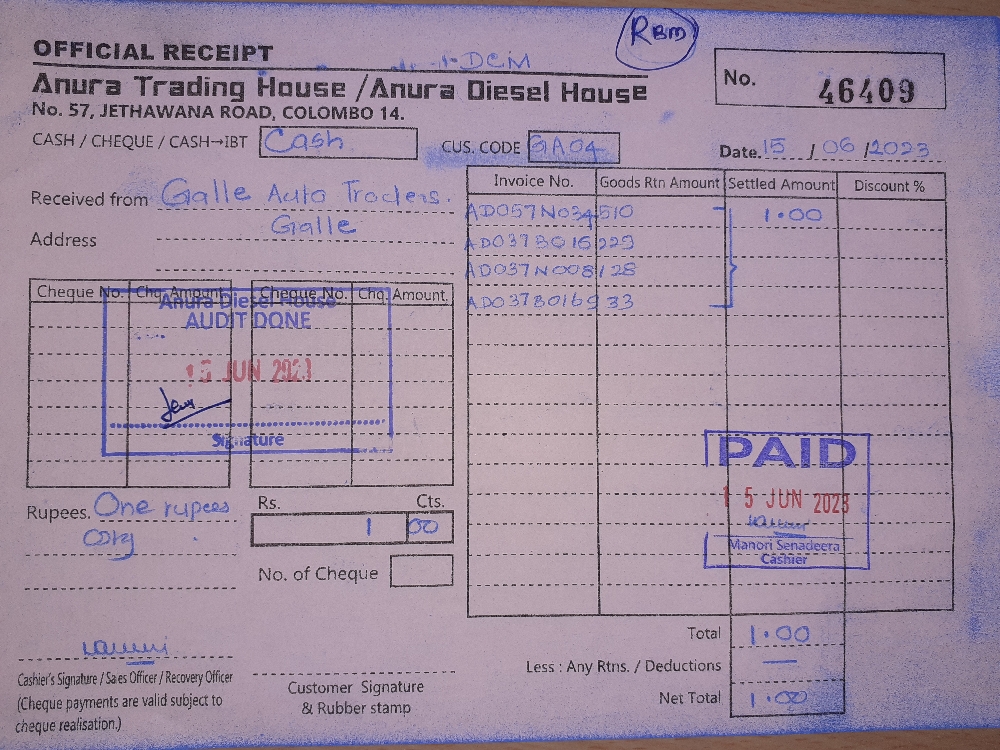 RBM
OFFICIAL RECEIPT
DCM
No. 46409
Anura Trading House /Anura Diesel House
No. 57, JETHAWANA ROAD, COLOMBO 14.
CASH / CHEQUE / CASH→IBT Cash CUS. CODE GA04 Date. 15 / 06 /2023
Received from Galle Auto Traders.
Address Galle
Invoice No. Goods Rtn Amount Settled Amount Discount %
AD057N034510 1.00
AD037B016229
AD037N008128
AD037B016933
Cheque No. Chq. Amount. Cheque No. Chq. Amount.
Anura Diesel House
AUDIT DONE
15 JUN 2023
Signature
PAID
15 JUN 2023
Manori Senadeera
Cashier
Rupees. One rupees
only
Rs. Cts.
1 00
No. of Cheque
Total 1.00
Less : Any Rtns. / Deductions —
Net Total 1.00
Cashier's Signature / Sales Officer / Recovery Officer
(Cheque payments are valid subject to
cheque realisation.)
Customer Signature
& Rubber stamp